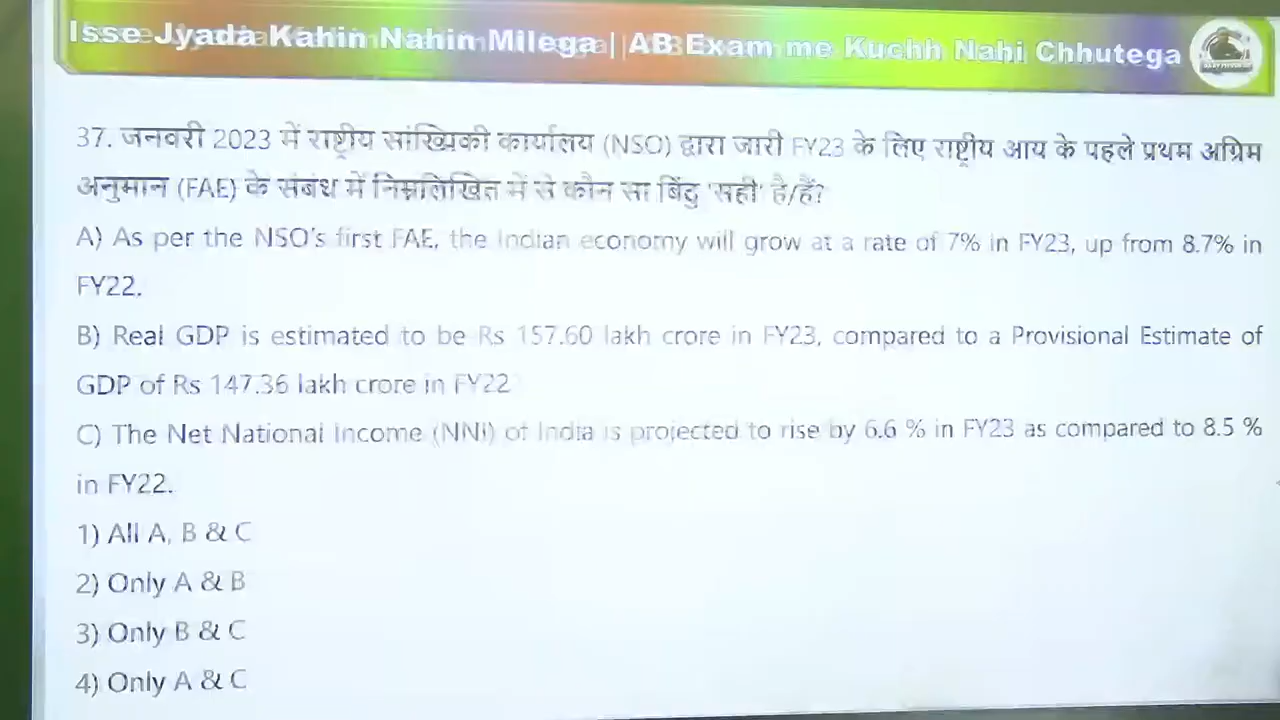 Isse Jyada Kahin Nahin Milega | AB Exam me Kuchh Nahi Chhutega
37. जनवरी 2023 में राष्ट्रीय सांख्यिकी कार्यालय (NSO) द्वारा जारी FY23 के लिए राष्ट्रीय आय के पहले प्रथम अग्रिम
अनुमान (FAE) के संबंध में निम्नलिखित में से कौन सा बिंदु 'सही' है/हैं?
A) As per the NSO's first FAE, the Indian economy will grow at a rate of 7% in FY23, up from 8.7% in
FY22.
B) Real GDP is estimated to be Rs 157.60 lakh crore in FY23, compared to a Provisional Estimate of
GDP of Rs 147.36 lakh crore in FY22
C) The Net National Income (NNI) of India is projected to rise by 6.6 % in FY23 as compared to 8.5 %
in FY22.
1) All A, B & C
2) Only A & B
3) Only B & C
4) Only A & C